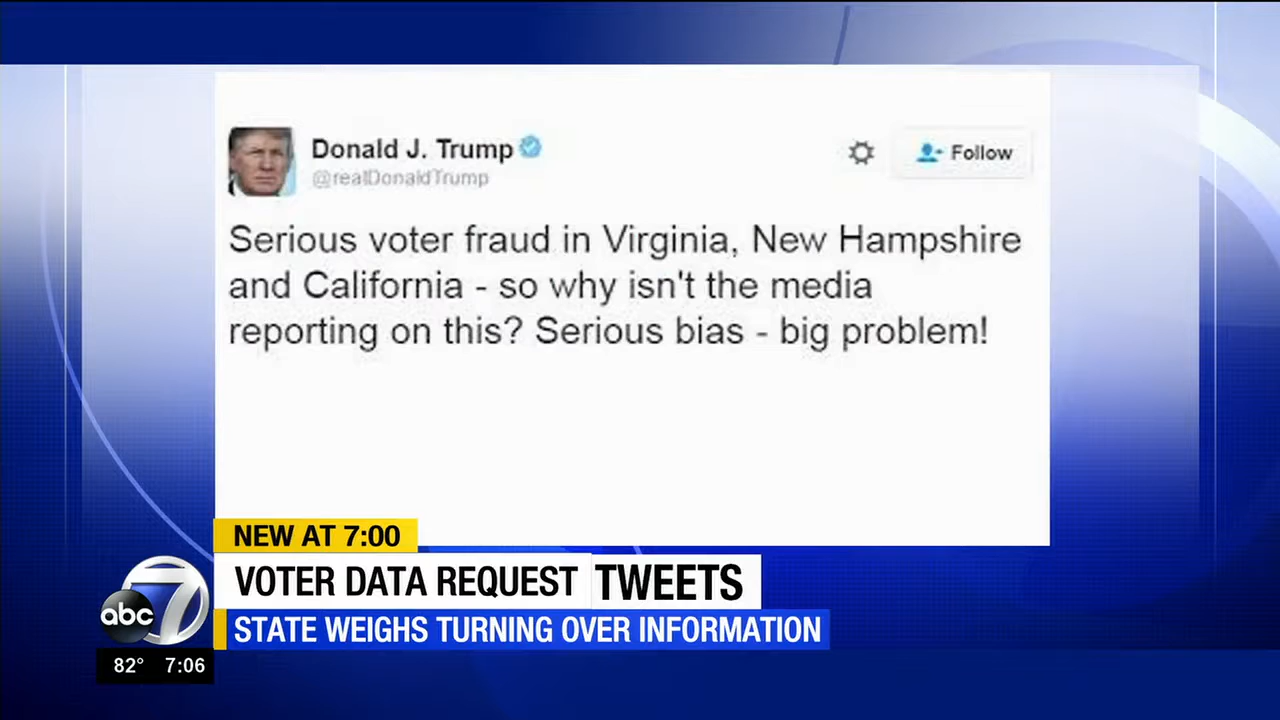 Donald J. Trump
@realDonaldTrump
Follow
Serious voter fraud in Virginia, New Hampshire
and California - so why isn't the media
reporting on this? Serious bias - big problem!
NEW AT 7:00
VOTER DATA REQUEST TWEETS
STATE WEIGHS TURNING OVER INFORMATION
abc 7
82° 7:06